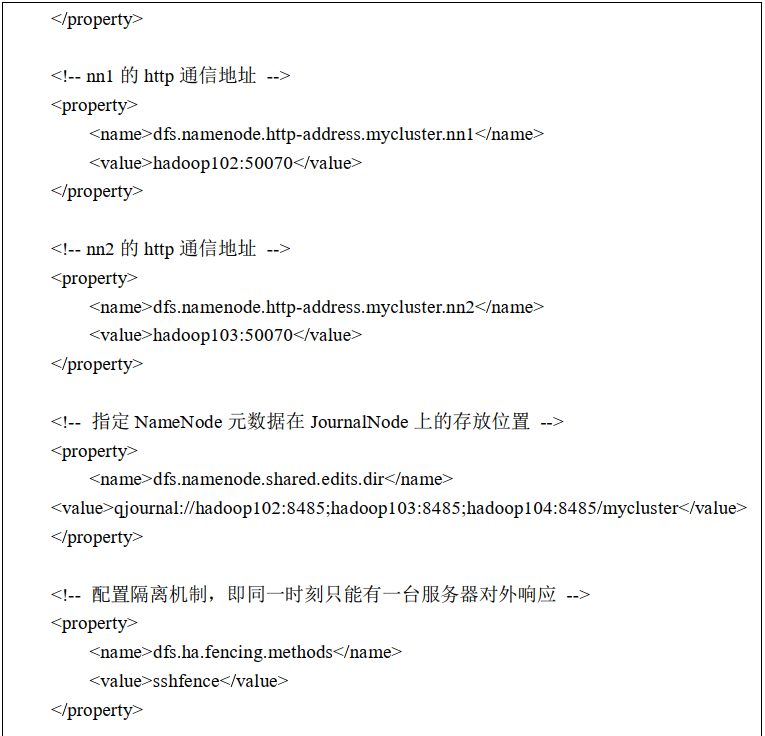 </property>
<!-- nn1 的 http 通信地址 -->
<property>
<name>dfs.namenode.http-address.mycluster.nn1</name>
<value>hadoop102:50070</value>
</property>
<!-- nn2 的 http 通信地址 -->
<property>
<name>dfs.namenode.http-address.mycluster.nn2</name>
<value>hadoop103:50070</value>
</property>
<!-- 指定 NameNode 元数据在 JournalNode 上的存放位置 -->
<property>
<name>dfs.namenode.shared.edits.dir</name>
<value>qjournal://hadoop102:8485;hadoop103:8485;hadoop104:8485/mycluster</value>
</property>
<!-- 配置隔离机制，即同一时刻只能有一台服务器对外响应 -->
<property>
<name>dfs.ha.fencing.methods</name>
<value>sshfence</value>
</property>